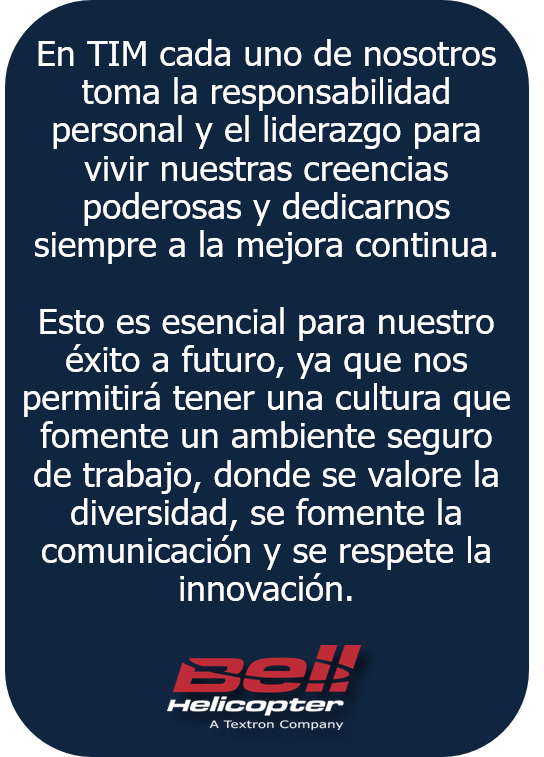 En TIM cada uno de nosotros
toma la responsabilidad
personal y el liderazgo para
vivir nuestras creencias
poderosas y dedicarnos
siempre a la mejora continua.
Esto es esencial para nuestro
éxito a futuro, ya que nos
permitirá tener una cultura que
fomente un ambiente seguro
de trabajo, donde se valore la
diversidad, se fomente la
comunicación y se respete la
innovación.
Bell
Helicopter
A Textron Company